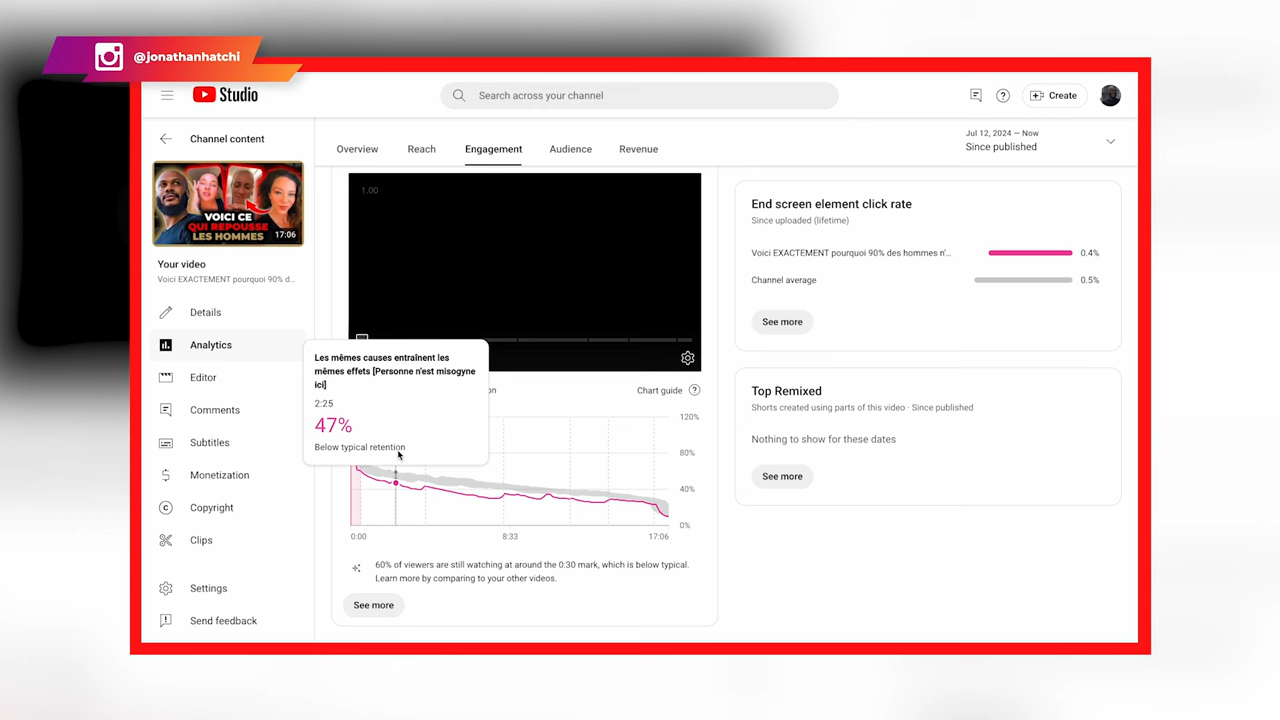 @jonathanhatchi
Studio
Search across your channel
Create
Channel content
Overview
Reach
Engagement
Audience
Revenue
Jul 12, 2024 — Now
Since published
VOICI CE
QUI REPOUSSE
LES HOMMES
17:06
Your video
Voici EXACTEMENT pourquoi 90% d...
Details
Analytics
Editor
Comments
Subtitles
Monetization
Copyright
Clips
Settings
Send feedback
1.00
Les mêmes causes entraînent les
mêmes effets [Personne n'est misogyne
ici]
2:25
47%
Below typical retention
Chart guide
120%
80%
40%
0%
0:00
8:33
17:06
60% of viewers are still watching at around the 0:30 mark, which is below typical.
Learn more by comparing to your other videos.
See more
End screen element click rate
Since uploaded (lifetime)
Voici EXACTEMENT pourquoi 90% des hommes n'...
0.4%
Channel average
0.5%
See more
Top Remixed
Shorts created using parts of this video · Since published
Nothing to show for these dates
See more